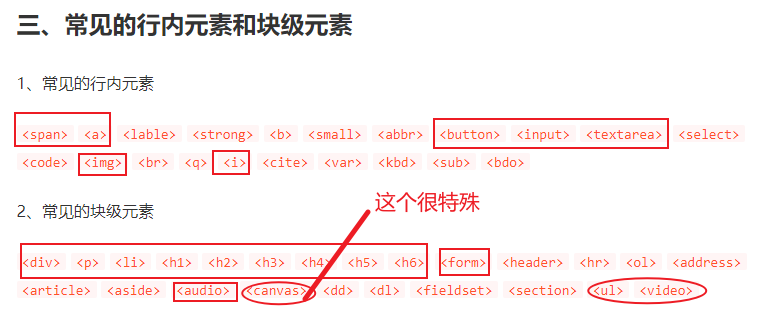 三、常见的行内元素和块级元素
1、常见的行内元素
<span> <a> <lable> <strong> <b> <small> <abbr> <button> <input> <textarea> <select>
<code> <img> <br> <q> <i> <cite> <var> <kbd> <sub> <bdo>
这个很特殊
2、常见的块级元素
<div> <p> <li> <h1> <h2> <h3> <h4> <h5> <h6> <form> <header> <hr> <ol> <address>
<article> <aside> <audio> <canvas> <dd> <dl> <fieldset> <section> <ul> <video>